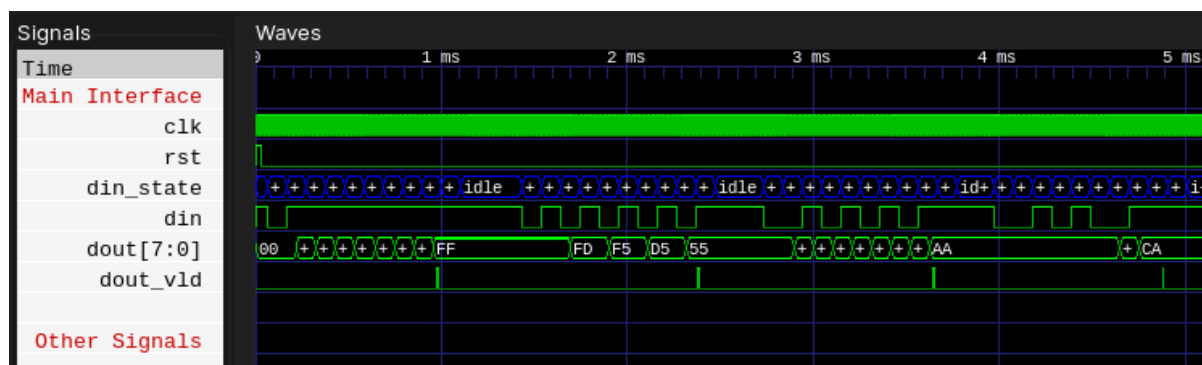 Signals Waves
Time 0 1 ms 2 ms 3 ms 4 ms 5 ms
Main Interface
clk
rst
din_state + + + + + + + + + + idle + + + + + + + + + + idle + + + + + + + + + + id+ + + + + + + + + + + i+
din
dout[7:0] 00 + + + + + + + FF FD F5 D5 55 + + + + + + + AA + CA
dout_vld
Other Signals